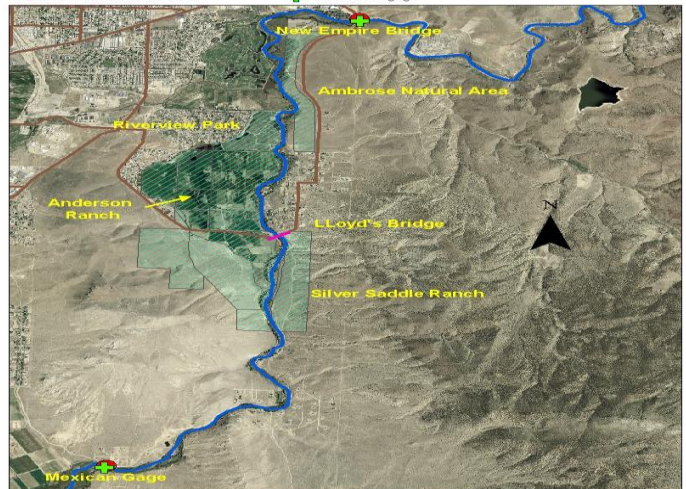 New Empire Bridge
Ambrose Natural Area
Riverview Park
Anderson
Ranch
N
LLoyd's Bridge
Silver Saddle Ranch
Mexican Gage